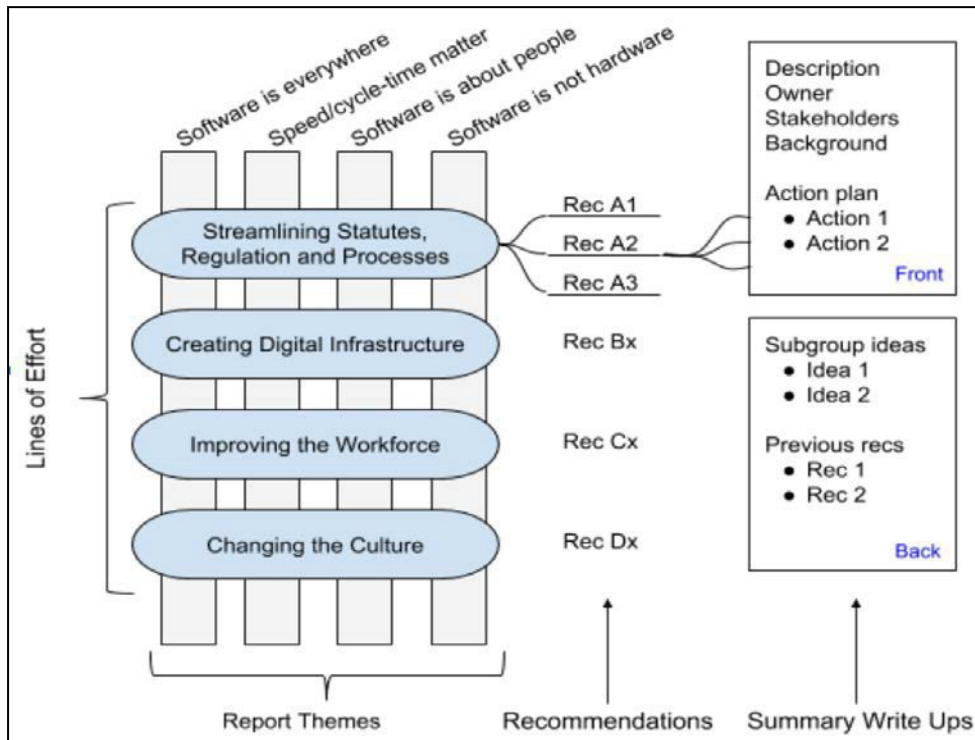 Software is everywhere
Speed/cycle-time matter
Software is about people
Software is not hardware
Lines of Effort
Streamlining Statutes,
Regulation and Processes
Creating Digital Infrastructure
Improving the Workforce
Changing the Culture
Report Themes
Rec A1
Rec A2
Rec A3
Rec Bx
Rec Cx
Rec Dx
Recommendations
Description
Owner
Stakeholders
Background
Action plan
● Action 1
● Action 2
Front
Subgroup ideas
● Idea 1
● Idea 2
Previous recs
● Rec 1
● Rec 2
Back
Summary Write Ups